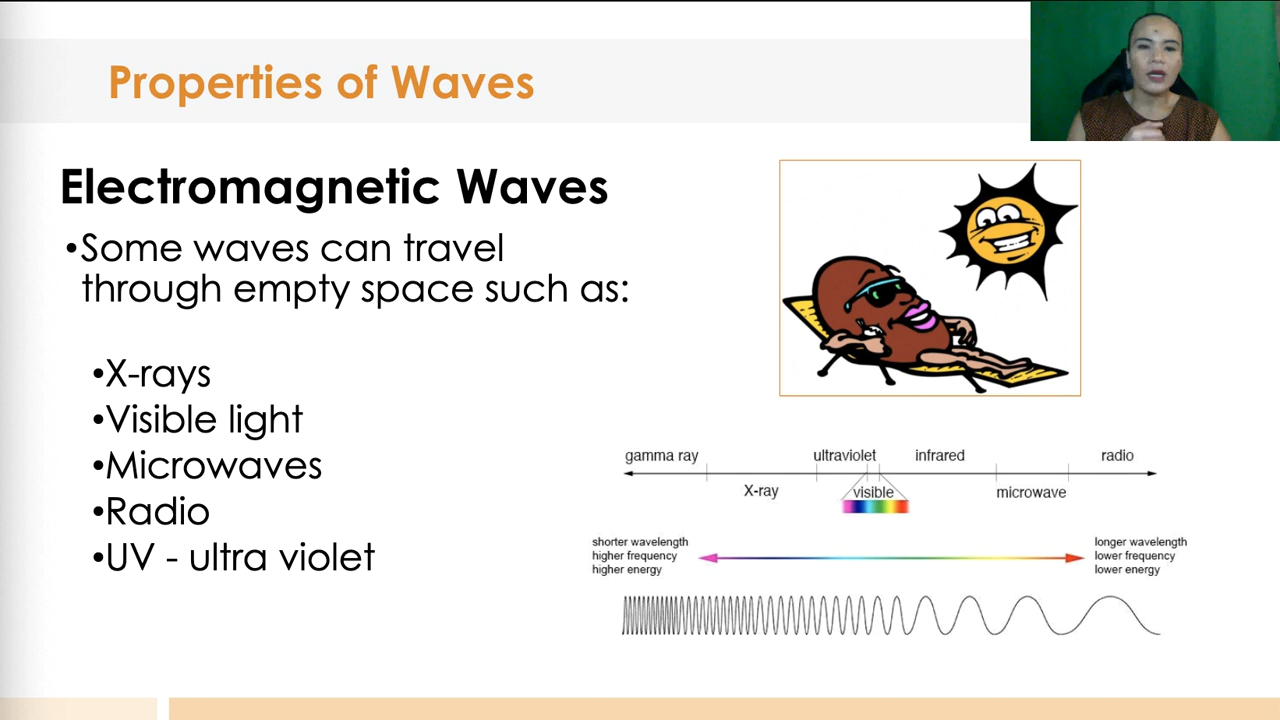 Properties of Waves
Electromagnetic Waves
•Some waves can travel
through empty space such as:
•X-rays
•Visible light
•Microwaves
•Radio
•UV - ultra violet
gamma ray
ultraviolet
infrared
radio
X-ray
visible
microwave
shorter wavelength
higher frequency
higher energy
longer wavelength
lower frequency
lower energy